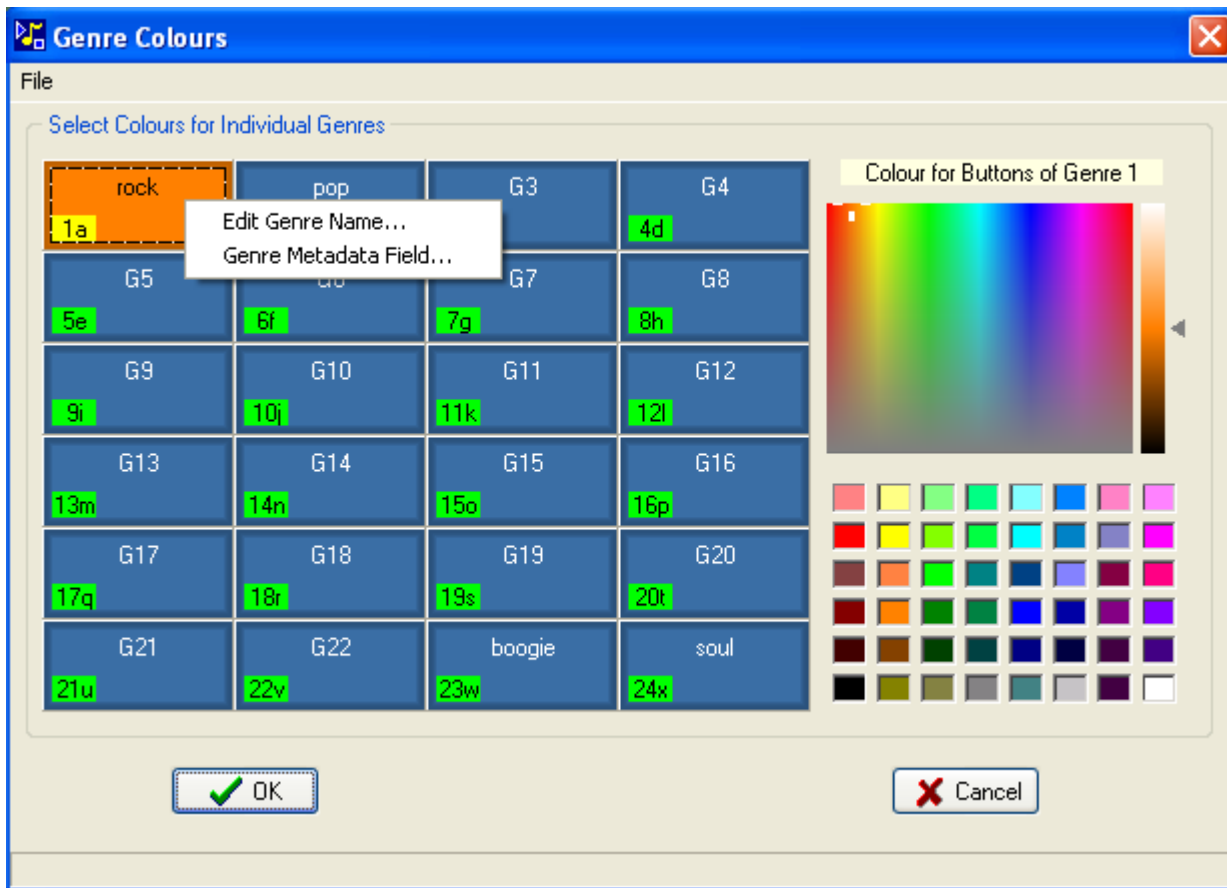 Genre Colours
File
Select Colours for Individual Genres
rock pop G3 G4
1a 4d
Edit Genre Name...
Genre Metadata Field...
G5 G7 G8
5e 6f 7g 8h
G9 G10 G11 G12
9i 10j 11k 12l
G13 G14 G15 G16
13m 14n 15o 16p
G17 G18 G19 G20
17q 18r 19s 20t
G21 G22 boogie soul
21u 22v 23w 24x
Colour for Buttons of Genre 1
OK Cancel